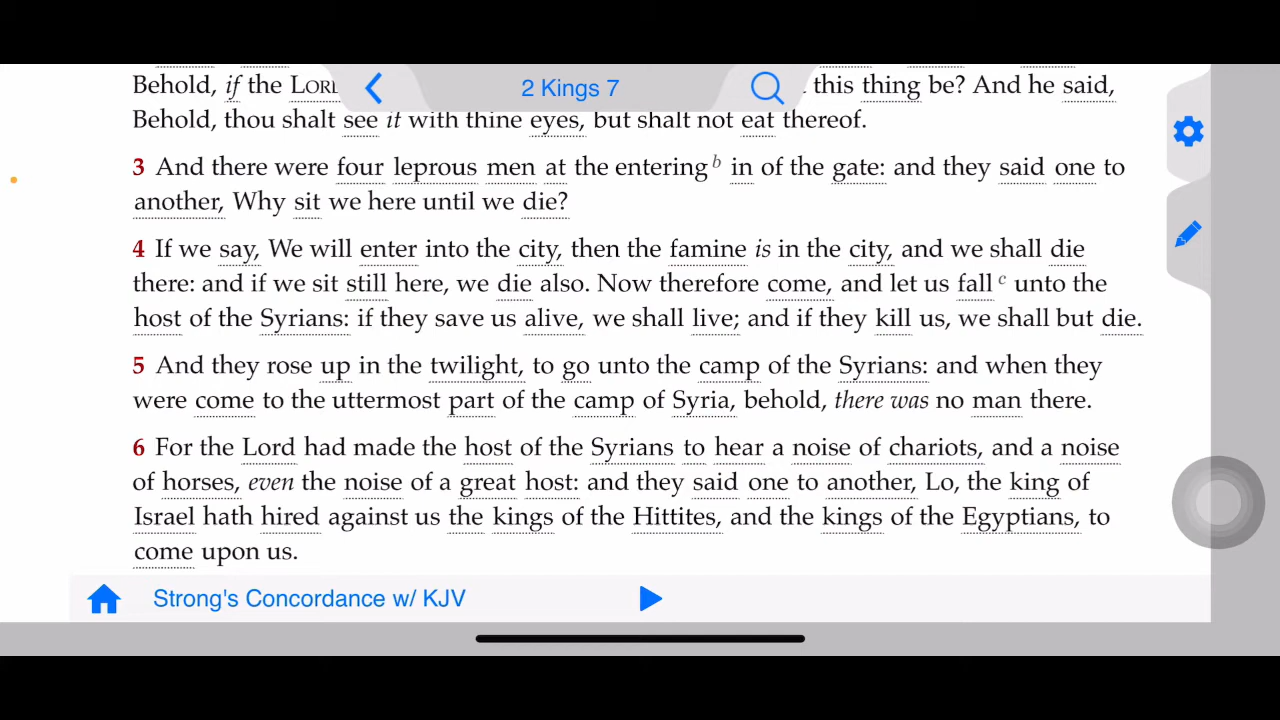 Behold, if the LORD this thing be? And he said,
2 Kings 7
Behold, thou shalt see it with thine eyes, but shalt not eat thereof.
3 And there were four leprous men at the entering b in of the gate: and they said one to
another, Why sit we here until we die?
4 If we say, We will enter into the city, then the famine is in the city, and we shall die
there: and if we sit still here, we die also. Now therefore come, and let us fall c unto the
host of the Syrians: if they save us alive, we shall live; and if they kill us, we shall but die.
5 And they rose up in the twilight, to go unto the camp of the Syrians: and when they
were come to the uttermost part of the camp of Syria, behold, there was no man there.
6 For the Lord had made the host of the Syrians to hear a noise of chariots, and a noise
of horses, even the noise of a great host: and they said one to another, Lo, the king of
Israel hath hired against us the kings of the Hittites, and the kings of the Egyptians, to
come upon us.
Strong's Concordance w/ KJV